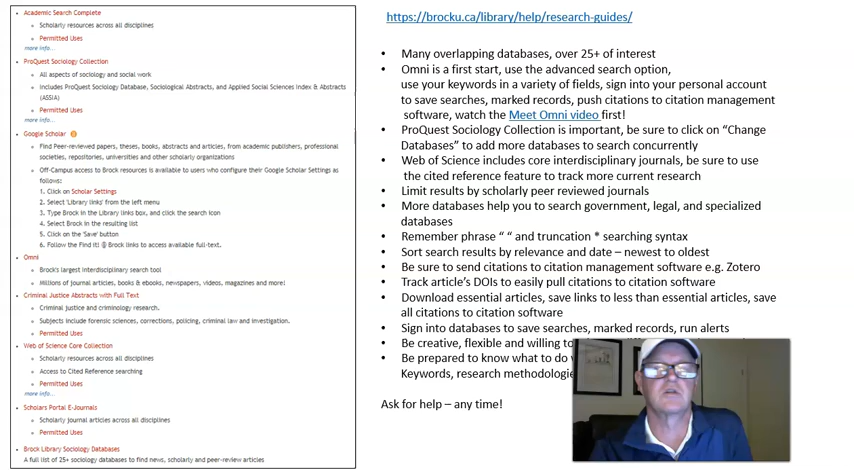 Academic Search Complete
Scholarly resources across all disciplines
Permitted Uses
more info...
ProQuest Sociology Collection
All aspects of sociology and social work
Includes ProQuest Sociology Database, Sociological Abstracts, and Applied Social Sciences Index & Abstracts
(ASSIA)
Permitted Uses
more info...
Google Scholar
Find Peer-reviewed papers, theses, books, abstracts and articles, from academic publishers, professional
societies, repositories, universities and other scholarly organizations
Off-Campus access to Brock resources is available to users who configure their Google Scholar Settings as
follows:
1. Click on Scholar Settings
2. Select 'Library links' from the left menu
3. Type Brock in the Library links box, and click the search icon
4. Select Brock in the resulting list
5. Click on the 'Save' button
6. Follow the Find It! @ Brock links to access available full-text.
Omni
Brock's largest interdisciplinary search tool
Millions of journal articles, books & ebooks, newspapers, videos, magazines and more!
Criminal Justice Abstracts with Full Text
Criminal justice and criminology research.
Subjects include forensic sciences, corrections, policing, criminal law and investigation.
Permitted Uses
Web of Science Core Collection
Scholarly resources across all disciplines
Access to Cited Reference searching
Permitted Uses
more info...
Scholars Portal E-Journals
Scholarly journal articles across all disciplines
Permitted Uses
Brock Library Sociology Databases
A full list of 25+ sociology databases to find news, scholarly and peer-review articles
https://brocku.ca/library/help/research-guides/
Many overlapping databases, over 25+ of interest
Omni is a first start, use the advanced search option,
use your keywords in a variety of fields, sign into your personal account
to save searches, marked records, push citations to citation management
software, watch the Meet Omni video first!
ProQuest Sociology Collection is important, be sure to click on “Change
Databases” to add more databases to search concurrently
Web of Science includes core interdisciplinary journals, be sure to use
the cited reference feature to track more current research
Limit results by scholarly peer reviewed journals
More databases help you to search government, legal, and specialized
databases
Remember phrase “ “ and truncation * searching syntax
Sort search results by relevance and date – newest to oldest
Be sure to send citations to citation management software e.g. Zotero
Track article’s DOIs to easily pull citations to citation software
Download essential articles, save links to less than essential articles, save
all citations to citation software
Sign into databases to save searches, marked records, run alerts
Be creative, flexible and willing to
Be prepared to know what to do
Keywords, research
Ask for help – any time!